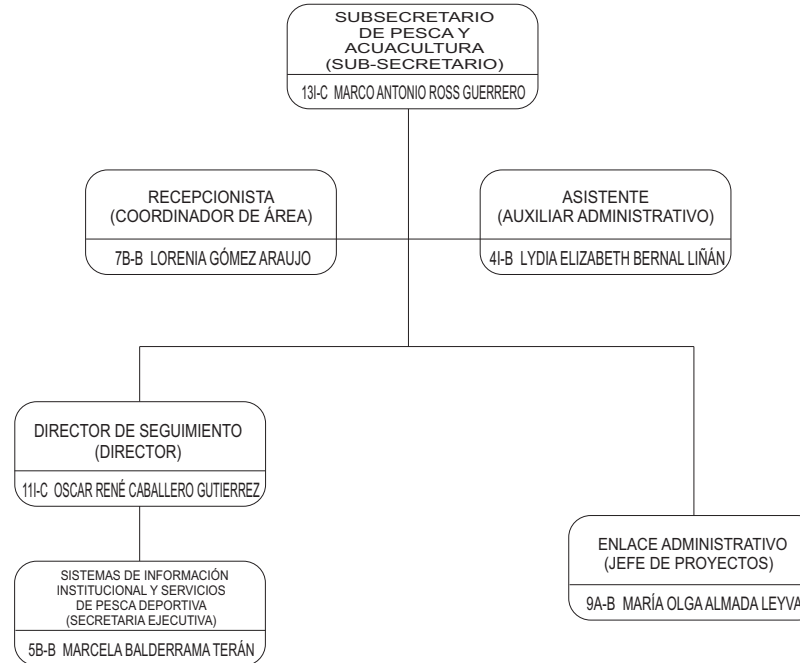 SUBSECRETARIO
DE PESCA Y
ACUACULTURA
(SUB-SECRETARIO)
13I-C MARCO ANTONIO ROSS GUERRERO
RECEPCIONISTA
(COORDINADOR DE ÁREA)
7B-B LORENIA GÓMEZ ARAUJO
ASISTENTE
(AUXILIAR ADMINISTRATIVO)
4I-B LYDIA ELIZABETH BERNAL LIÑÁN
DIRECTOR DE SEGUIMIENTO
(DIRECTOR)
11I-C OSCAR RENÉ CABALLERO GUTIERREZ
SISTEMAS DE INFORMACIÓN
INSTITUCIONAL Y SERVICIOS
DE PESCA DEPORTIVA
(SECRETARIA EJECUTIVA)
5B-B MARCELA BALDERRAMA TERÁN
ENLACE ADMINISTRATIVO
(JEFE DE PROYECTOS)
9A-B MARÍA OLGA ALMADA LEYVA